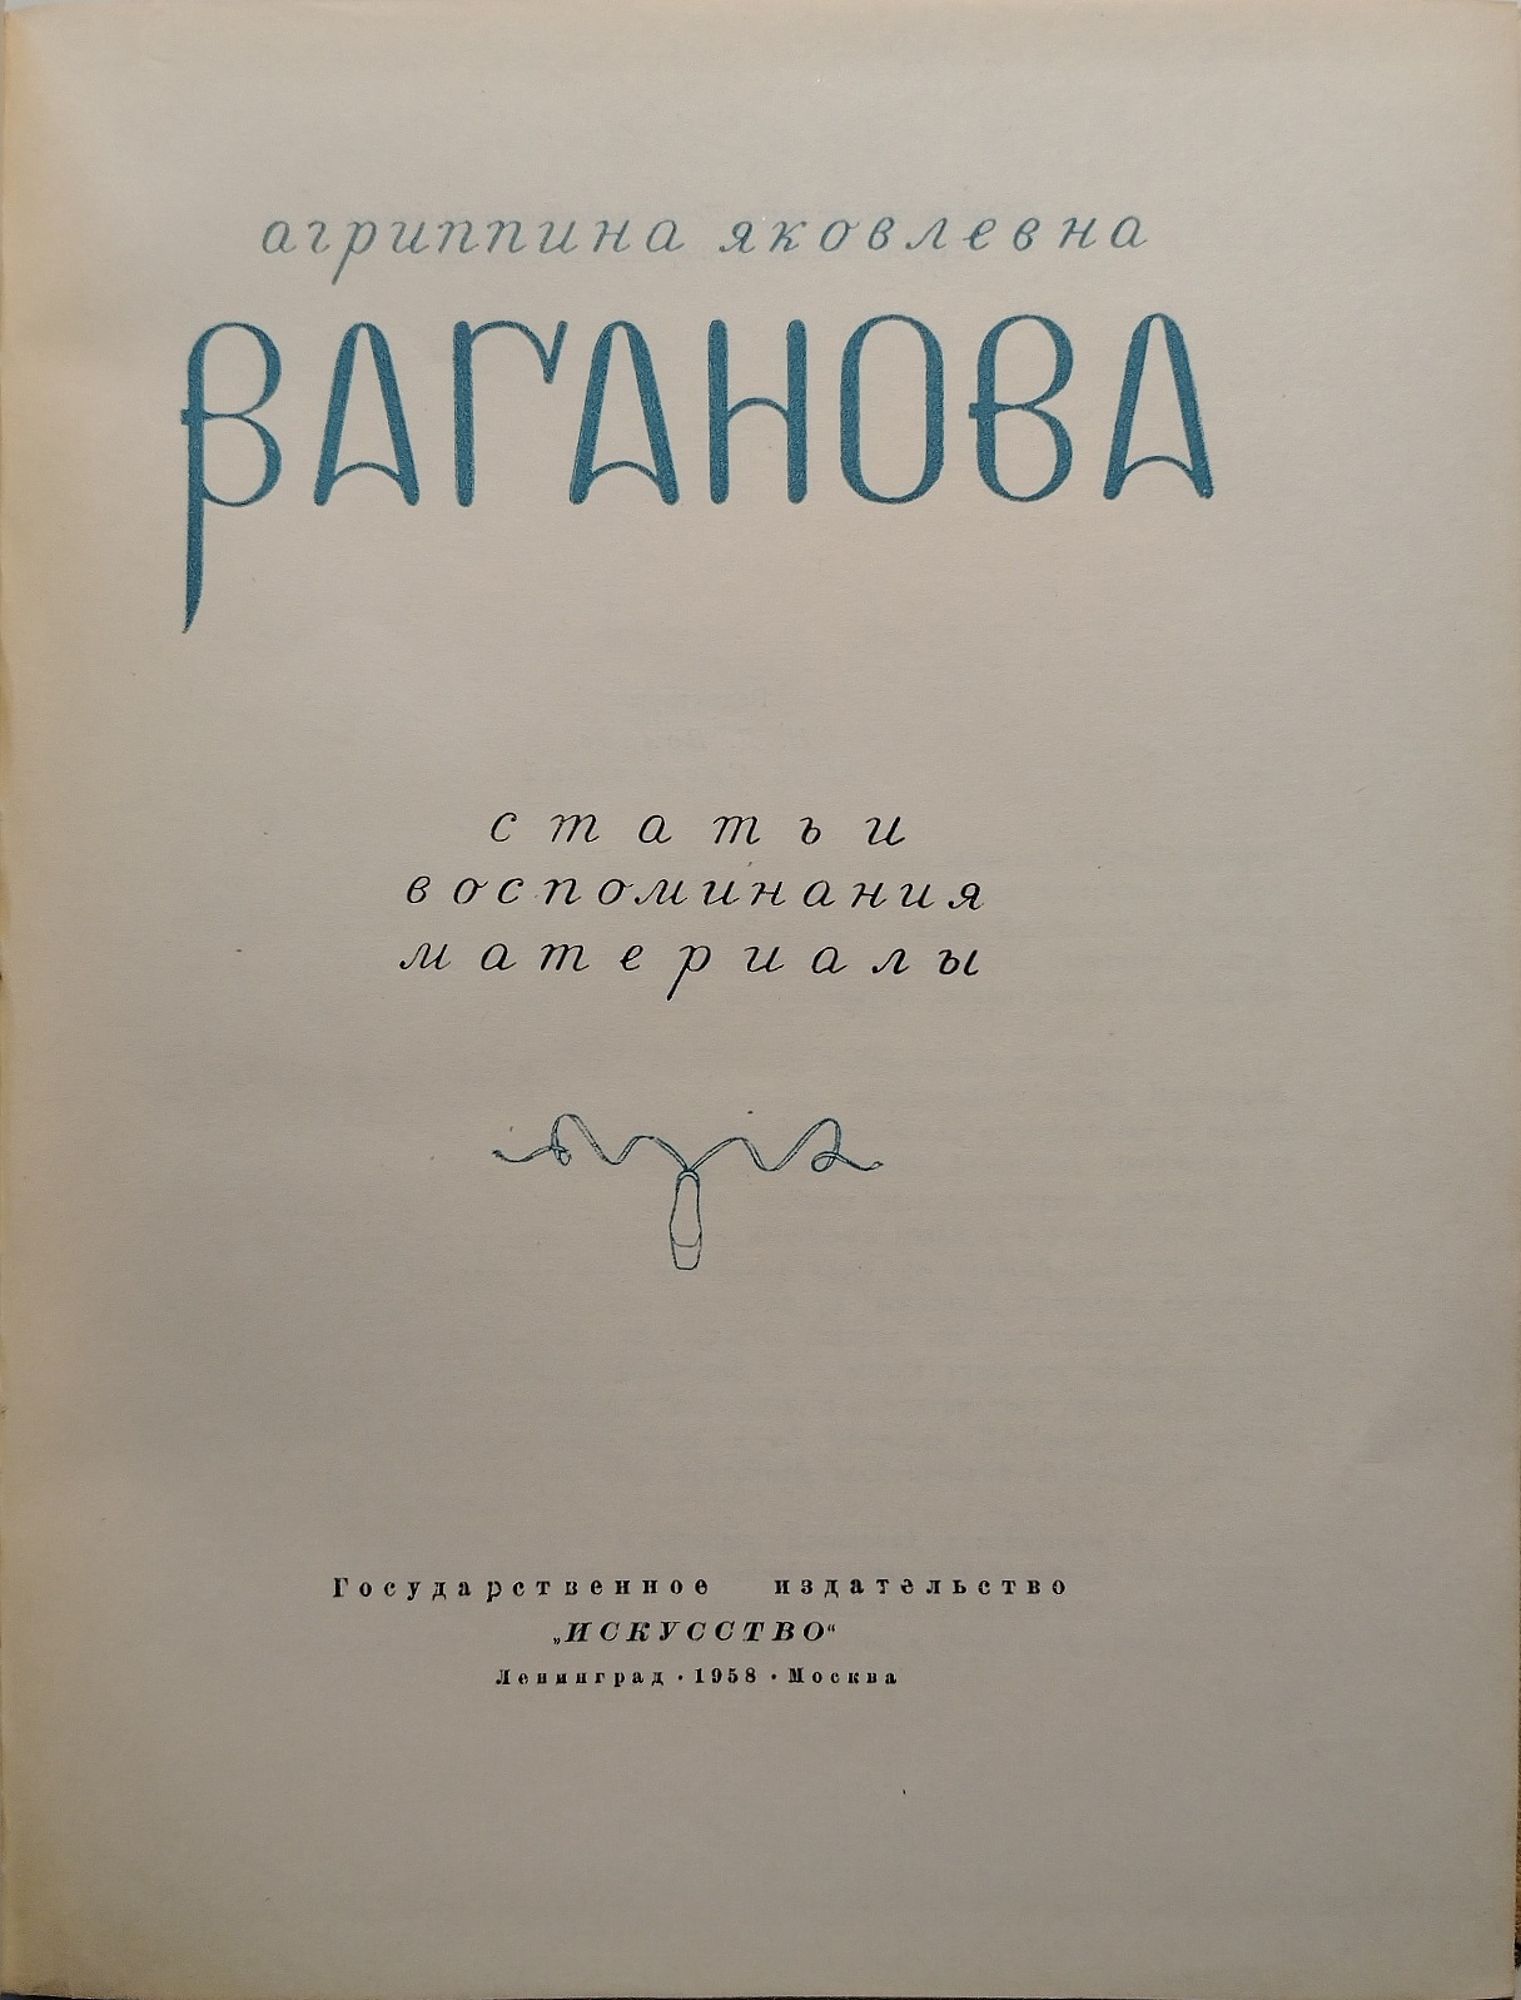 агриппина яковлевна
ВАГАНОВА
статьи
воспоминания
материалы
Государственное издательство
„ИСКУССТВО“
Ленинград · 1958 · Москва